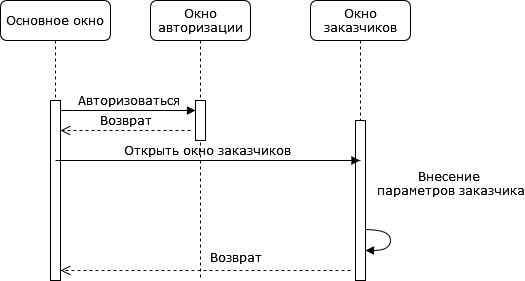 Основное окно
Окно
авторизации
Окно
заказчиков
Авторизоваться
Возврат
Открыть окно заказчиков
Внесение
параметров заказчика
Возврат